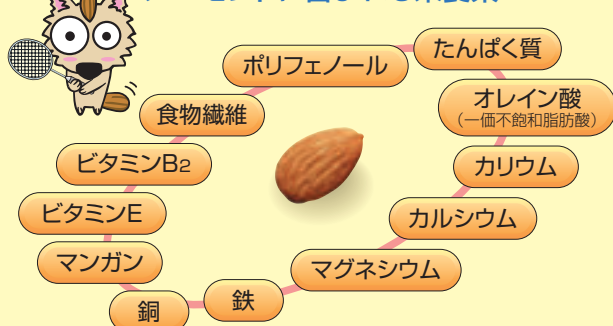 ポリフェノール
たんぱく質
オレイン酸
(一価不飽和脂肪酸)
カリウム
カルシウム
マグネシウム
鉄
銅
マンガン
ビタミンE
ビタミンB2
食物繊維